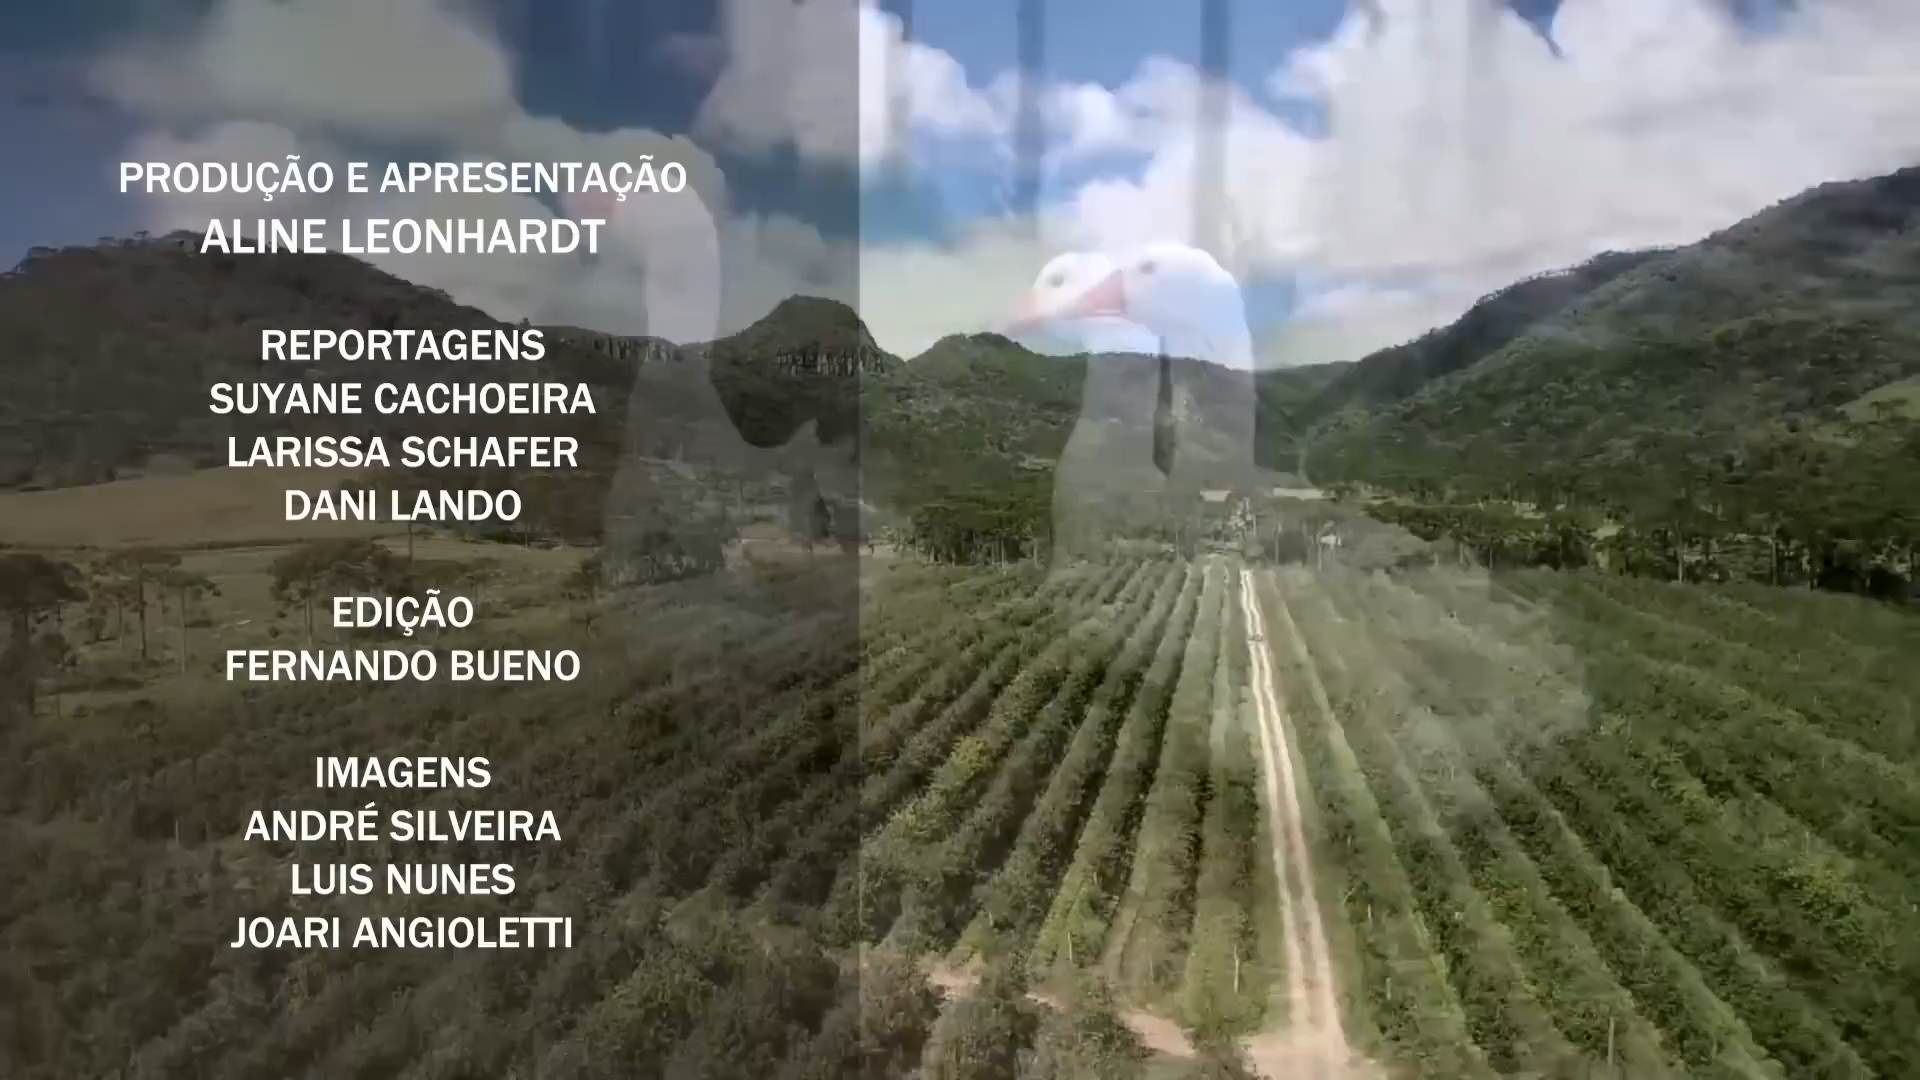 PRODUÇÃO E APRESENTAÇÃO
ALINE LEONHARDT
REPORTAGENS
SUYANE CACHOEIRA
LARISSA SCHAFER
DANI LANDO
EDIÇÃO
FERNANDO BUENO
IMAGENS
ANDRÉ SILVEIRA
LUIS NUNES
JOARI ANGIOLETTI